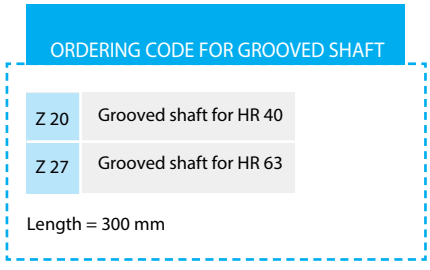 ORDERING CODE FOR GROOVED SHAFT
Z 20 Grooved shaft for HR 40
Z 27 Grooved shaft for HR 63
Length = 300 mm